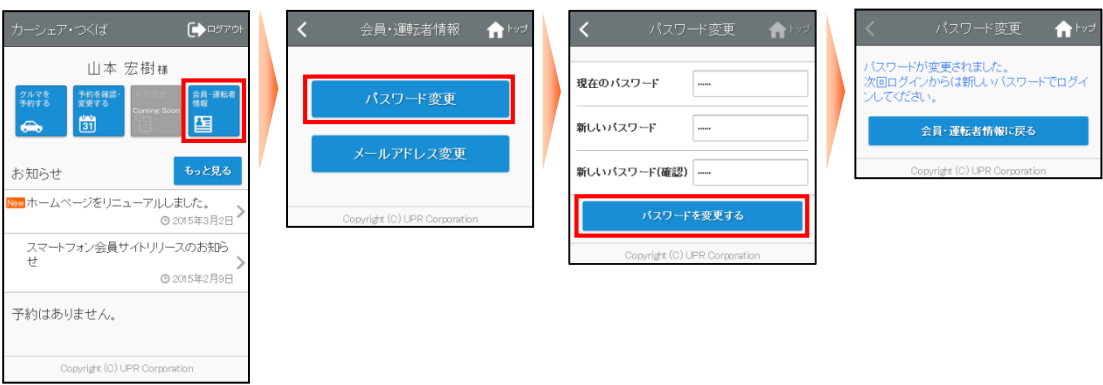 カーシェア・つくば
ログアウト
山本 宏樹様
クルマを
予約する
予約を確認・
変更する
31
Coming Soon
会員・運転者
情報
お知らせ
もっと見る
New ホームページをリニューアルしました。
2015年3月2日
スマートフォン会員サイトリリースのお知ら
せ
2015年2月9日
予約はありません。
Copyright (C) UPR Corporation
会員・運転者情報
トップ
パスワード変更
メールアドレス変更
Copyright (C) UPR Corporation
パスワード変更
トップ
現在のパスワード
新しいパスワード
新しいパスワード(確認)
パスワードを変更する
Copyright (C) UPR Corporation
パスワード変更
トップ
パスワードが変更されました。
次回ログインからは新しいパスワードでログイ
ンしてください。
会員・運転者情報に戻る
Copyright (C) UPR Corporation